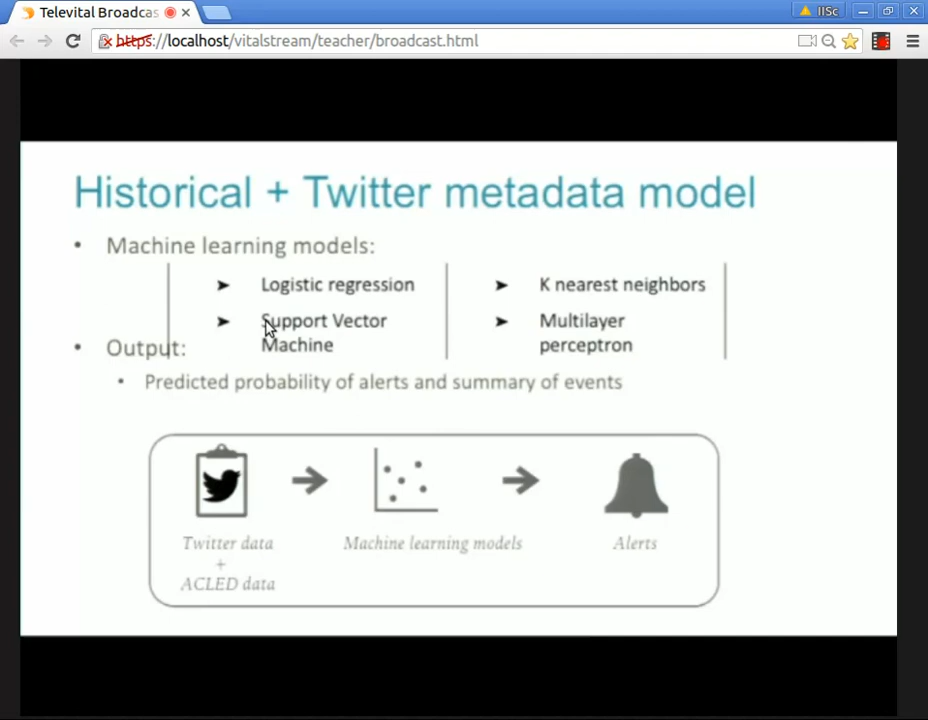 Televital Broadcas
IISc
https://localhost/vitalstream/teacher/broadcast.html
Historical + Twitter metadata model
• Machine learning models:
➤ Logistic regression
➤ Support Vector
Machine
➤ K nearest neighbors
➤ Multilayer
perceptron
• Output:
• Predicted probability of alerts and summary of events
Twitter data
+
ACLED data
Machine learning models
Alerts